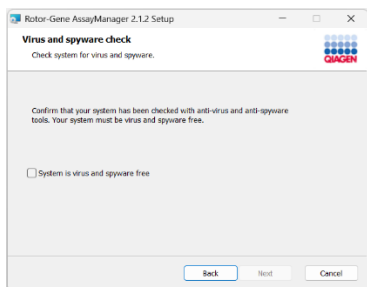 Rotor-Gene AssayManager 2.1.2 Setup
Virus and spyware check
Check system for virus and spyware.
QIAGEN
Confirm that your system has been checked with anti-virus and anti-spyware
tools. Your system must be virus and spyware free.
System is virus and spyware free
Back Next Cancel